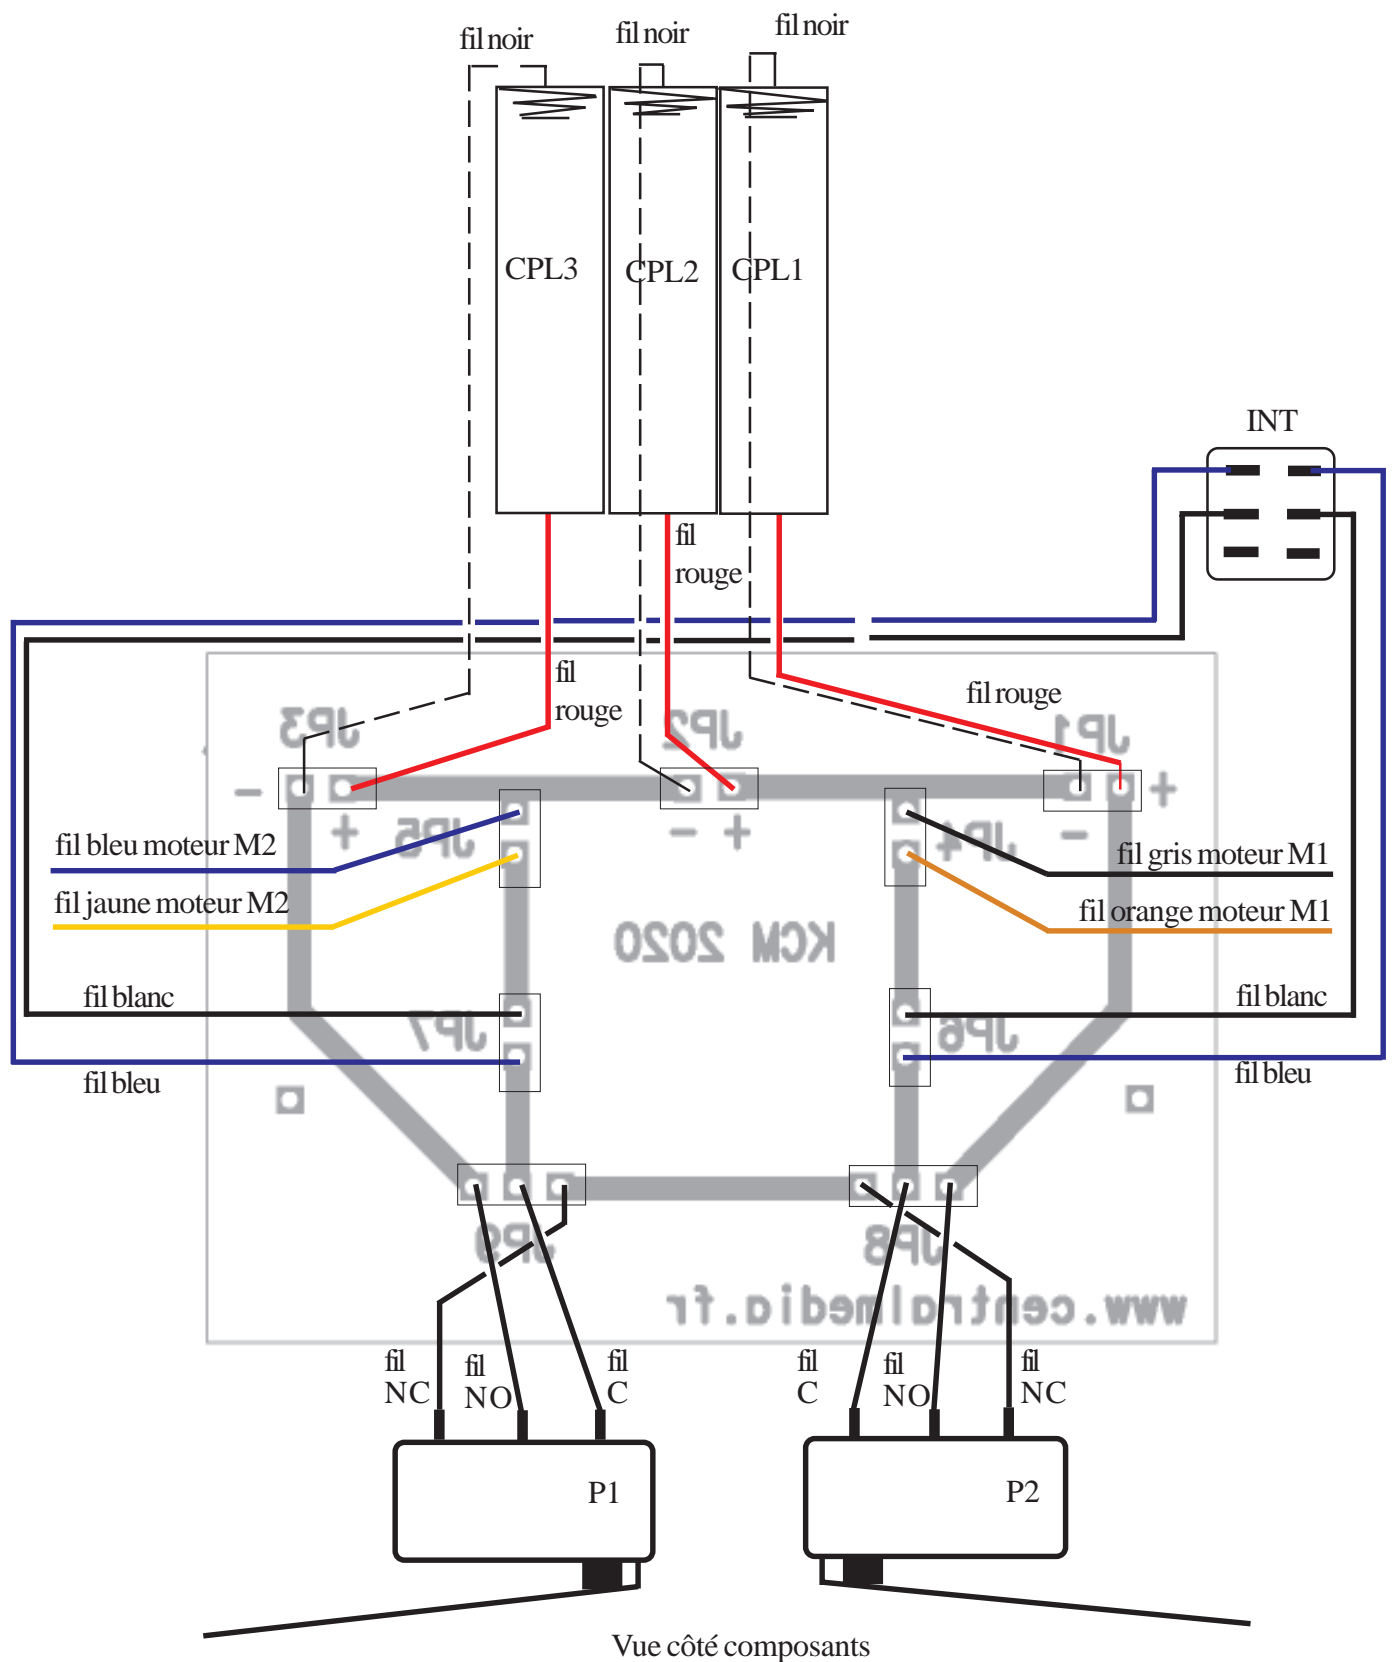 fil noir
fil noir
fil noir
CPL3
CPL2
CPL1
INT
fil
rouge
fil
rouge
fil rouge
JP3
JP2
JP1
-
+
+
- +
-
JP5
JP4
fil bleu moteur M2
fil gris moteur M1
fil jaune moteur M2
fil orange moteur M1
KCM 2020
fil blanc
fil blanc
JP7
JP6
fil bleu
fil bleu
JP9
JP8
www.centralmedia.fr
fil
NC
fil
NO
fil
C
fil
C
fil
NO
fil
NC
P1
P2
Vue côté composants